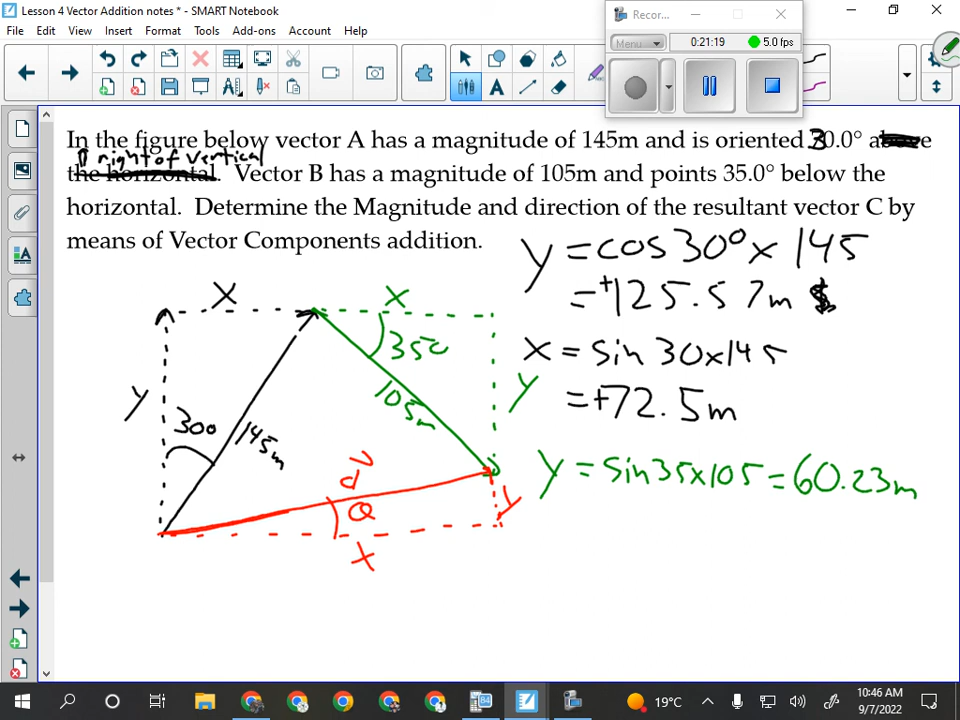 Lesson 4 Vector Addition notes * - SMART Notebook
Recor...
File Edit View Insert Format Tools Add-ons Account Help
Menu 0:21:19 5.0 fps
In the figure below vector A has a magnitude of 145m and is oriented 30.0° above
right of vertical
the horizontal. Vector B has a magnitude of 105m and points 35.0° below the
horizontal. Determine the Magnitude and direction of the resultant vector C by
means of Vector Components addition.
y = cos 30° x 145
= +125.57m
x = sin 30 x 145
= +72.5m
y = sin 35 x 105 = 60.23m
x
x
35°
y
105m
y
30°
145m
d
θ
y
x
19°C
10:46 AM
9/7/2022